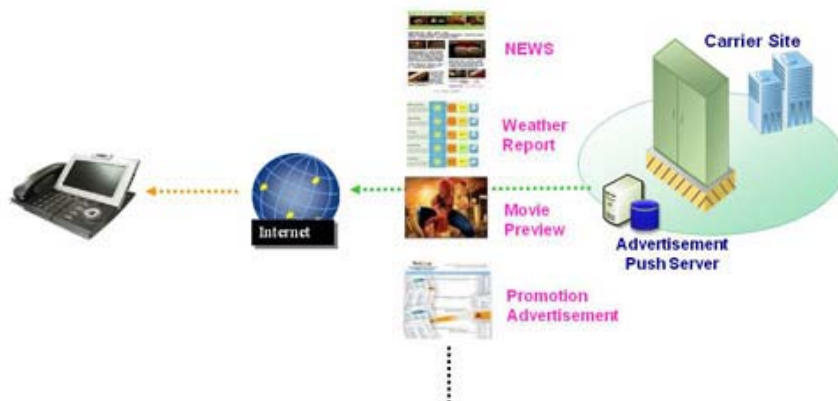 NEWS
Carrier Site
Weather
Report
Internet
Movie
Preview
Advertisement
Push Server
Promotion
Advertisement